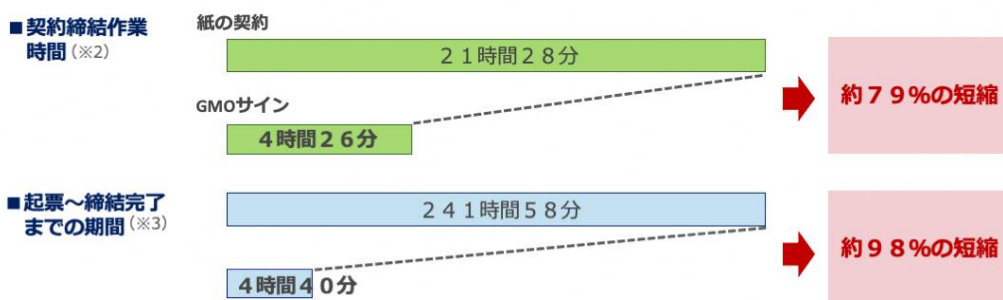 ■契約締結作業
時間(※2)
紙の契約
21時間28分
GMOサイン
4時間26分
約79%の短縮
■起票～締結完了
までの期間(※3)
241時間58分
4時間40分
約98%の短縮